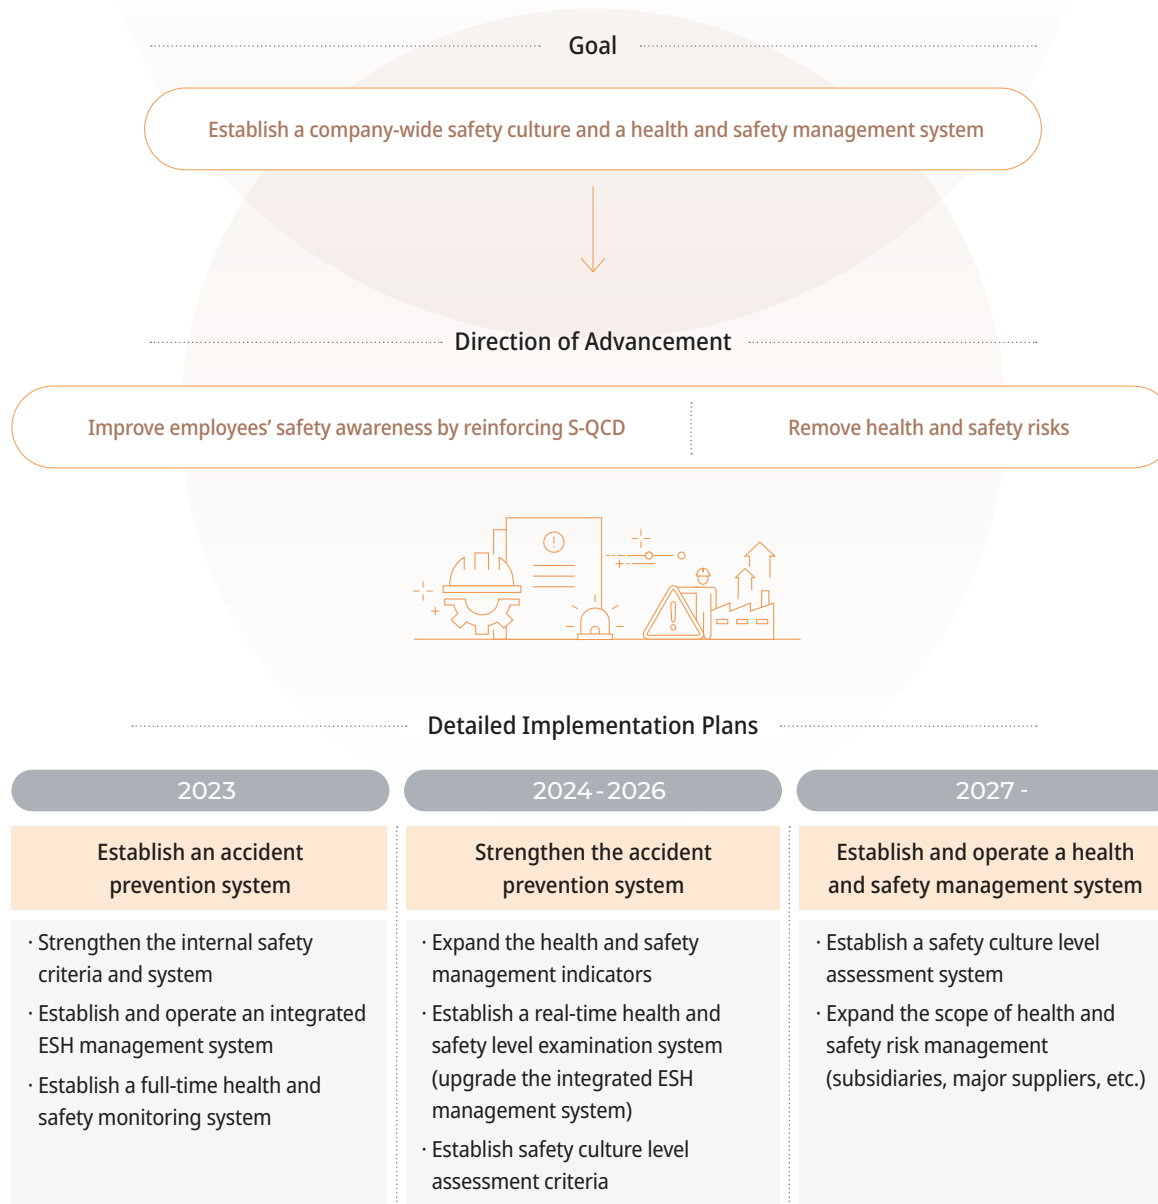 Goal
Establish a company-wide safety culture and a health and safety management system
Direction of Advancement
Improve employees’ safety awareness by reinforcing S-QCD
Remove health and safety risks
Detailed Implementation Plans
2023
Establish an accident
prevention system
· Strengthen the internal safety
criteria and system
· Establish and operate an integrated
ESH management system
· Establish a full-time health and
safety monitoring system
2024-2026
Strengthen the accident
prevention system
· Expand the health and safety
management indicators
· Establish a real-time health and
safety level examination system
(upgrade the integrated ESH
management system)
· Establish safety culture level
assessment criteria
2027 -
Establish and operate a health
and safety management system
· Establish a safety culture level
assessment system
· Expand the scope of health and
safety risk management
(subsidiaries, major suppliers, etc.)